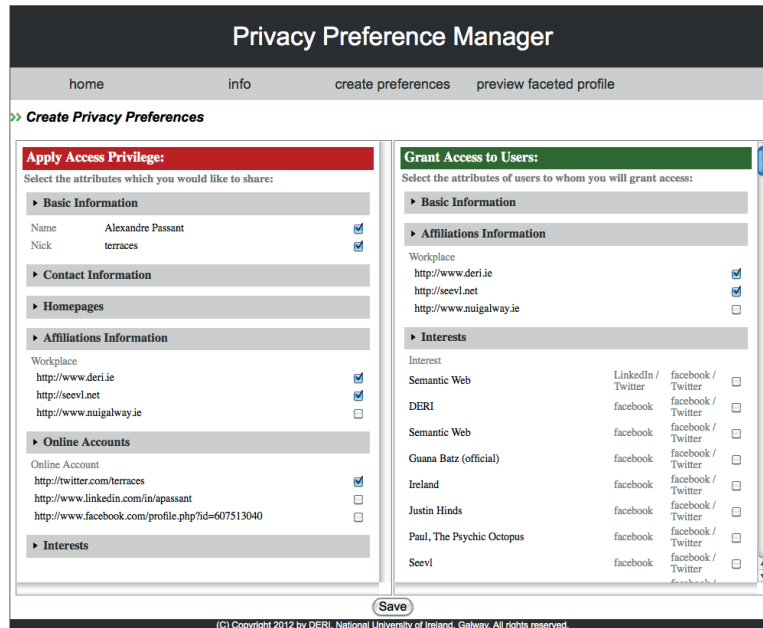 Privacy Preference Manager
home info create preferences preview faceted profile
Create Privacy Preferences
Apply Access Privilege:
Select the attributes which you would like to share:
Basic Information
Name Alexandre Passant
Nick terraces
Contact Information
Homepages
Affiliations Information
Workplace
http://www.deri.ie
http://seevl.net
http://www.nuigalway.ie
Online Accounts
Online Account
http://twitter.com/terraces
http://www.linkedin.com/in/apassant
http://www.facebook.com/profile.php?id=607513040
Interests
Grant Access to Users:
Select the attributes of users to whom you will grant access:
Basic Information
Affiliations Information
Workplace
http://www.deri.ie
http://seevl.net
http://www.nuigalway.ie
Interests
Interest
Semantic Web LinkedIn / Twitter facebook / Twitter
DERI facebook facebook / Twitter
Semantic Web facebook facebook / Twitter
Guana Batz (official) facebook facebook / Twitter
Ireland facebook facebook / Twitter
Justin Hinds facebook facebook / Twitter
Paul, The Psychic Octopus facebook facebook / Twitter
Seevl facebook facebook / Twitter
Save
(C) Copyright 2012 by DERI, National University of Ireland, Galway. All rights reserved.